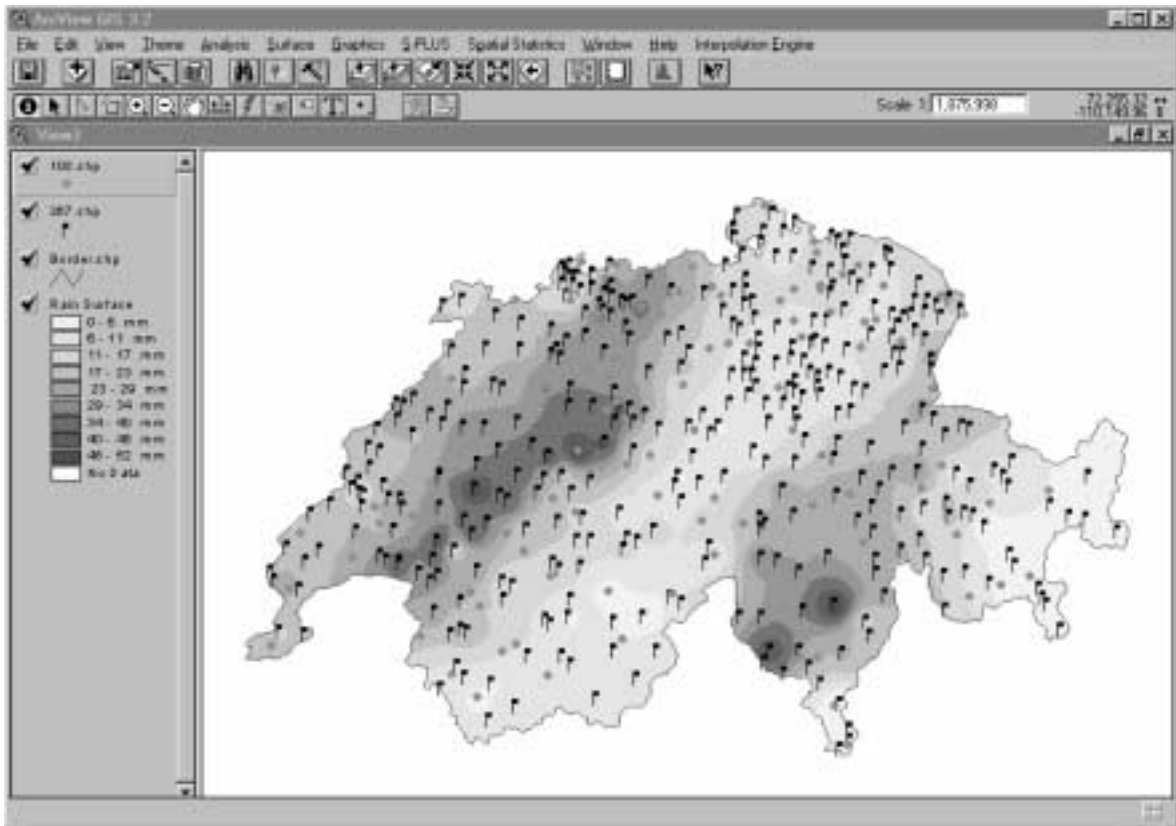 ArcView GIS 3.2
File Edit View Theme Analysis Surface Graphics S-PLUS Spatial Statistics Window Help Interpolation Engine
Scale 1:
View1
100.shp
367.shp
Border.shp
Rain Surface
0 - 6 mm
6 - 11 mm
11 - 17 mm
17 - 23 mm
23 - 29 mm
29 - 34 mm
34 - 40 mm
40 - 46 mm
46 - 52 mm
No Data